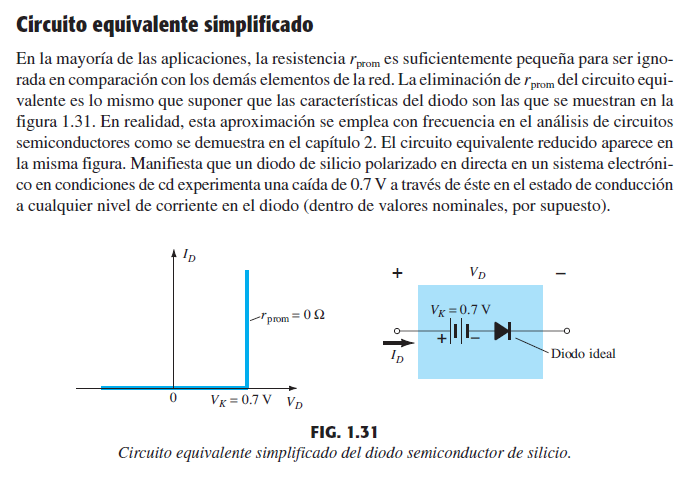 Circuito equivalente simplificado
En la mayoría de las aplicaciones, la resistencia rprom es suficientemente pequeña para ser igno-
rada en comparación con los demás elementos de la red. La eliminación de rprom del circuito equi-
valente es lo mismo que suponer que las características del diodo son las que se muestran en la
figura 1.31. En realidad, esta aproximación se emplea con frecuencia en el análisis de circuitos
semiconductores como se demuestra en el capítulo 2. El circuito equivalente reducido aparece en
la misma figura. Manifiesta que un diodo de silicio polarizado en directa en un sistema electróni-
co en condiciones de cd experimenta una caída de 0.7 V a través de éste en el estado de conducción
a cualquier nivel de corriente en el diodo (dentro de valores nominales, por supuesto).
ID
rprom = 0 Ω
0
VK = 0.7 V
VD
+
VD
–
VK = 0.7 V
+
–
ID
Diodo ideal
FIG. 1.31
Circuito equivalente simplificado del diodo semiconductor de silicio.